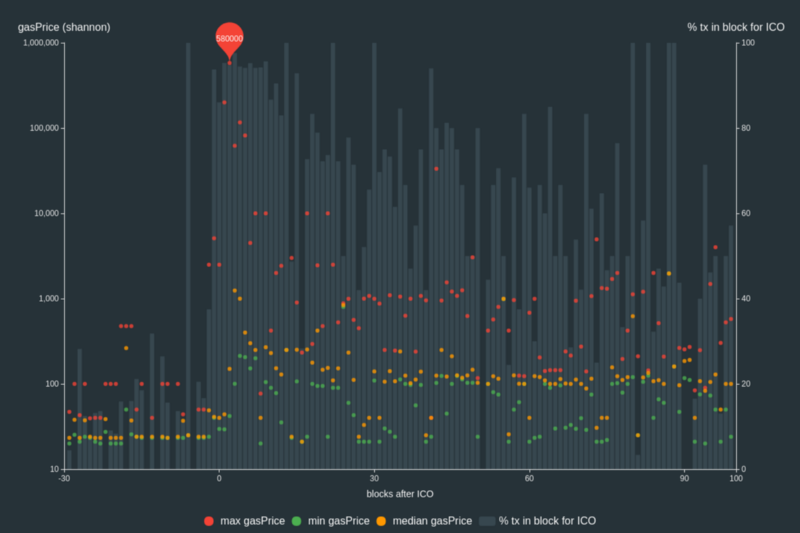 gasPrice (shannon)
% tx in block for ICO
580000
1,000,000
100
100,000
80
10,000
60
1,000
40
100
20
10
0
-30
0
30
60
90
100
blocks after ICO
max gasPrice
min gasPrice
median gasPrice
% tx in block for ICO